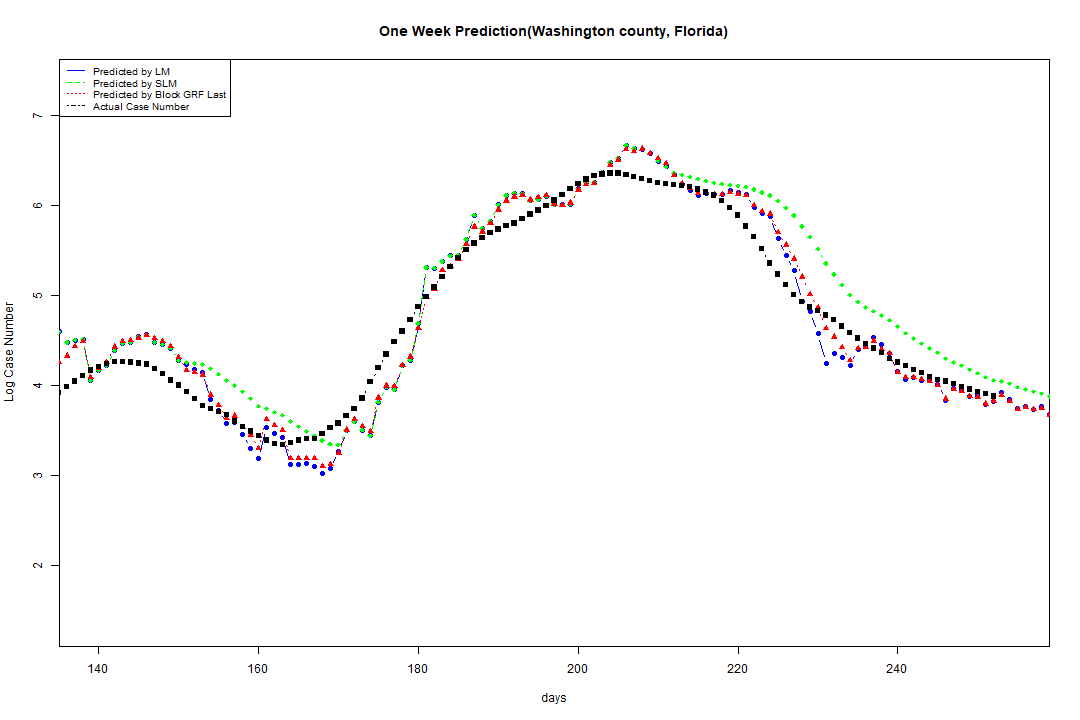 One Week Prediction(Washington county, Florida)
Predicted by LM
Predicted by SLM
Predicted by Block GRF Last
Actual Case Number
7
6
5
4
3
2
Log Case Number
140 160 180 200 220 240
days